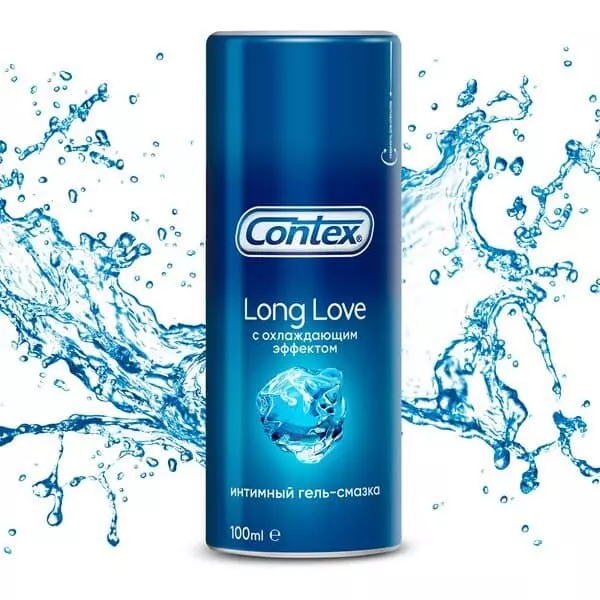 Contex®
Long Love
с охлаждающим
эффектом
интимный гель-смазка
100ml ℮